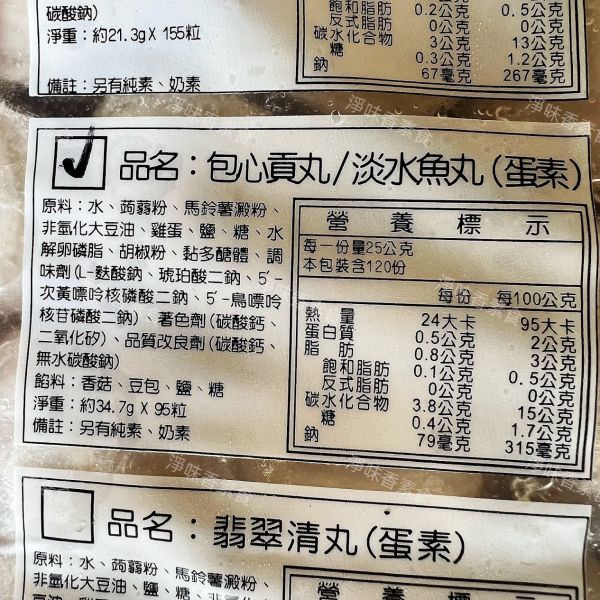 碳酸鈉)
淨重：約21.3g X 155粒
備註：另有純素、奶素
飽和脂肪 0.2公克 0.5公克
反式脂肪 0公克 0公克
碳水化合物 3公克 13公克
糖 0.3公克 1.2公克
鈉 67毫克 267毫克
✓ 品名：包心貢丸/淡水魚丸(蛋素)
原料：水、蒟蒻粉、馬鈴薯澱粉、
非氫化大豆油、雞蛋、鹽、糖、水
解卵磷脂、胡椒粉、黏多醣體、調
味劑(L-麩酸鈉、琥珀酸二鈉、5´-
次黃嘌呤核磷酸二鈉、5´-鳥嘌呤
核苷磷酸二鈉)、著色劑(碳酸鈣、
二氧化矽)、品質改良劑(碳酸鈣、
無水碳酸鈉)
餡料：香菇、豆包、鹽、糖
淨重：約34.7g X 95粒
備註：另有純素、奶素
營養標示
每一份量25公克
本包裝含120份
每份 每100公克
熱量 24大卡 95大卡
蛋白質 0.5公克 2公克
脂肪 0.8公克 3公克
飽和脂肪 0.1公克 0.5公克
反式脂肪 0公克 0公克
碳水化合物 3.8公克 15公克
糖 0.4公克 1.7公克
鈉 79毫克 315毫克
品名：翡翠清丸(蛋素)
原料：水、蒟蒻粉、馬鈴薯澱粉、
非氫化大豆油、鹽、糖、非氫化
營養標示
淨味香素食